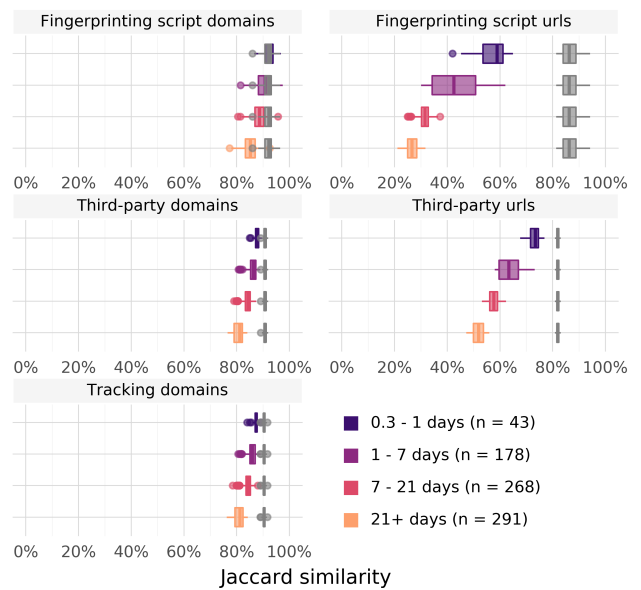 Fingerprinting script domains
Fingerprinting script urls
0% 20% 40% 60% 80% 100%
0% 20% 40% 60% 80% 100%
Third-party domains
Third-party urls
0% 20% 40% 60% 80% 100%
0% 20% 40% 60% 80% 100%
Tracking domains
0.3 - 1 days (n = 43)
1 - 7 days (n = 178)
7 - 21 days (n = 268)
21+ days (n = 291)
0% 20% 40% 60% 80% 100%
Jaccard similarity